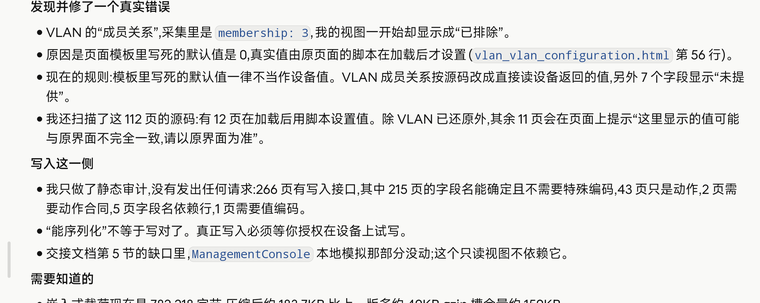 发现并修了一个真实错误
• VLAN 的“成员关系”,采集里是 membership: 3,我的视图一开始却显示成“已排除”。
• 原因是页面模板里写死的默认值是 0,真实值由原页面的脚本在加载后才设置(vlan_vlan_configuration.html 第 56 行)。
• 现在的规则:模板里写死的默认值一律不当作设备值。VLAN 成员关系按源码改成直接读设备返回的值,另外 7 个字段显示“未提
供”。
• 我还扫描了这 112 页的源码:有 12 页在加载后用脚本设置值。除 VLAN 已还原外,其余 11 页会在页面上提示“这里显示的值可能
与原界面不完全一致,请以原界面为准”。
写入这一侧
• 我只做了静态审计,没有发出任何请求:266 页有写入接口,其中 215 页的字段名能确定且不需要特殊编码,43 页只是动作,2 页需
要动作合同,5 页字段名依赖行,1 页需要值编码。
• “能序列化”不等于写对了。真正写入必须等你授权在设备上试写。
• 交接文档第 5 节的缺口里,ManagementConsole 本地模拟那部分没动;这个只读视图不依赖它。
需要知道的